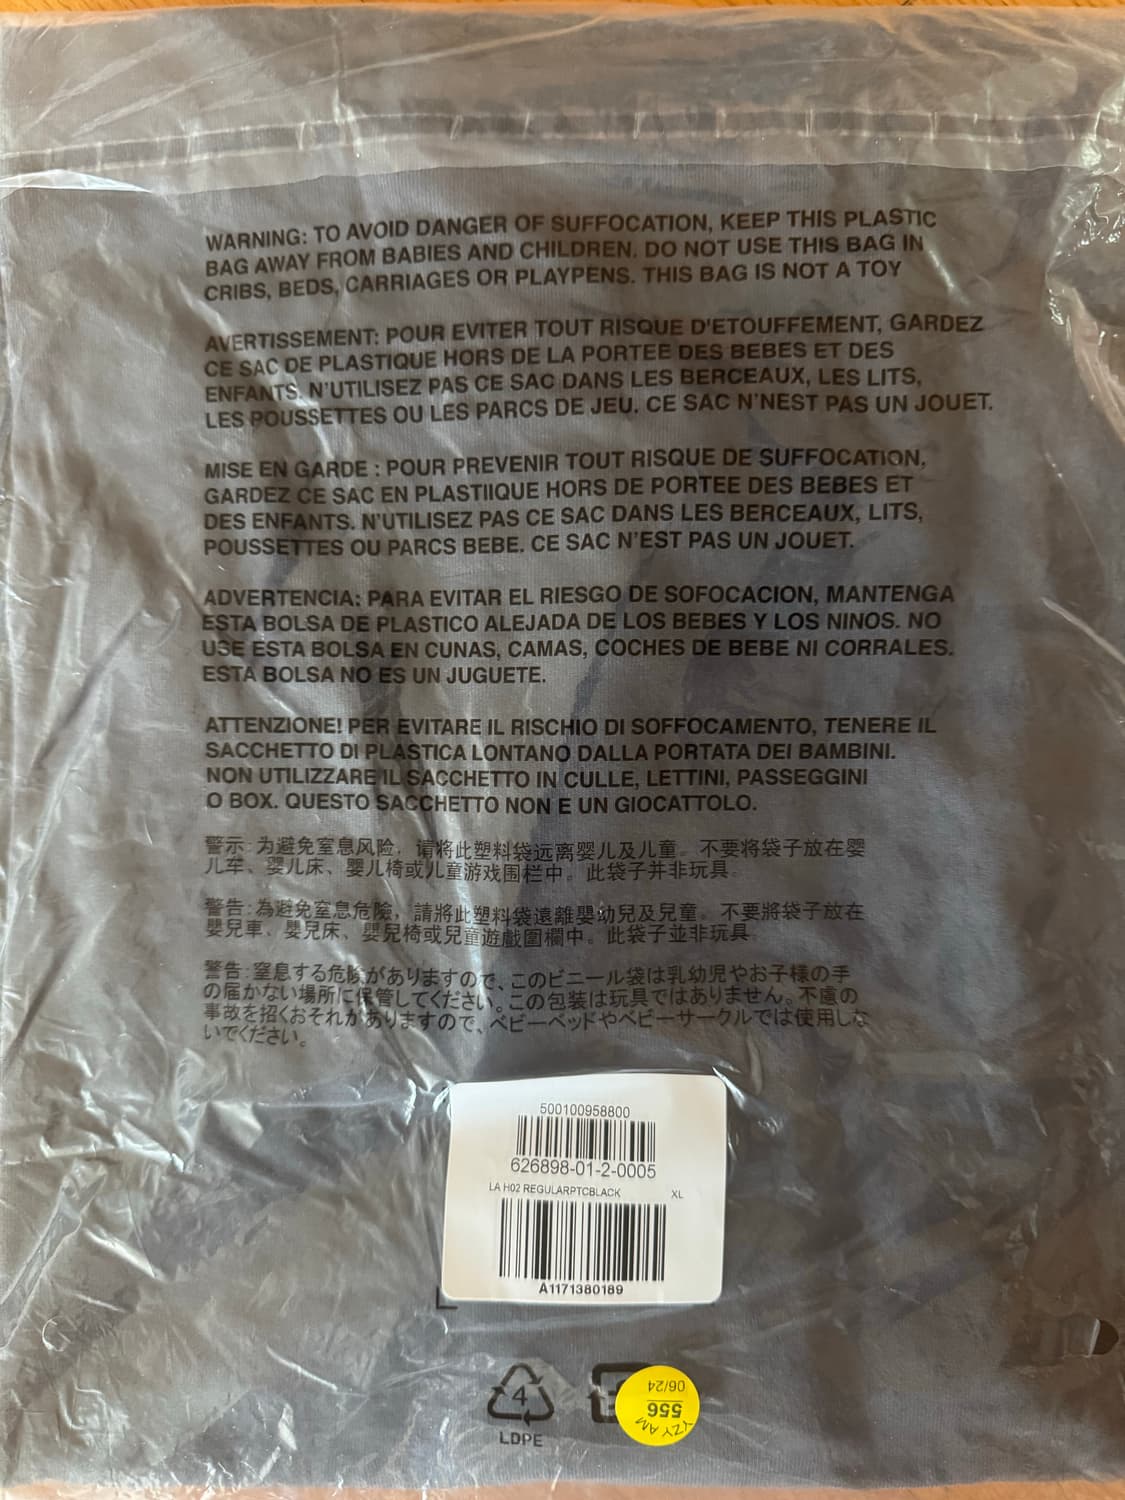 WARNING: TO AVOID DANGER OF SUFFOCATION, KEEP THIS PLASTIC
BAG AWAY FROM BABIES AND CHILDREN. DO NOT USE THIS BAG IN
CRIBS, BEDS, CARRIAGES OR PLAYPENS. THIS BAG IS NOT A TOY
AVERTISSEMENT: POUR EVITER TOUT RISQUE D'ETOUFFEMENT, GARDEZ
CE SAC DE PLASTIQUE HORS DE LA PORTEE DES BEBES ET DES
ENFANTS. N'UTILISEZ PAS CE SAC DANS LES BERCEAUX, LES LITS,
LES POUSSETTES OU LES PARCS DE JEU. CE SAC N'NEST PAS UN JOUET.
MISE EN GARDE : POUR PREVENIR TOUT RISQUE DE SUFFOCATION,
GARDEZ CE SAC EN PLASTIIQUE HORS DE PORTEE DES BEBES ET
DES ENFANTS. N'UTILISEZ PAS CE SAC DANS LES BERCEAUX, LITS,
POUSSETTES OU PARCS BEBE. CE SAC N'EST PAS UN JOUET.
ADVERTENCIA: PARA EVITAR EL RIESGO DE SOFOCACION, MANTENGA
ESTA BOLSA DE PLASTICO ALEJADA DE LOS BEBES Y LOS NINOS. NO
USE ESTA BOLSA EN CUNAS, CAMAS, COCHES DE BEBE NI CORRALES.
ESTA BOLSA NO ES UN JUGUETE.
ATTENZIONE! PER EVITARE IL RISCHIO DI SOFFOCAMENTO, TENERE IL
SACCHETTO DI PLASTICA LONTANO DALLA PORTATA DEI BAMBINI.
NON UTILIZZARE IL SACCHETTO IN CULLE, LETTINI, PASSEGGINI
O BOX. QUESTO SACCHETTO NON E UN GIOCATTOLO.
警示: 为避免窒息风险，请将此塑料袋远离婴儿及儿童。不要将袋子放在婴
儿车、婴儿床、婴儿椅或儿童游戏围栏中。此袋子并非玩具
警告: 為避免窒息危險，請將此塑料袋遠離嬰幼兒及兒童。不要將袋子放在
嬰兒車、嬰兒床、嬰兒椅或兒童遊戲圍欄中。此袋子並非玩具
警告: 窒息する危険がありますので、このビニール袋は乳幼児やお子様の手
の届かない場所に保管してください。この包装は玩具ではありません。不慮の
事故を招くおそれがありますので、ベビーベッドやベビーサークルでは使用しな
いでください。
500100958800
626898-01-2-0005
LA H02 REGULARPTCBLACK XL
A1171380189
4
LDPE
06/24
556
YZY AM